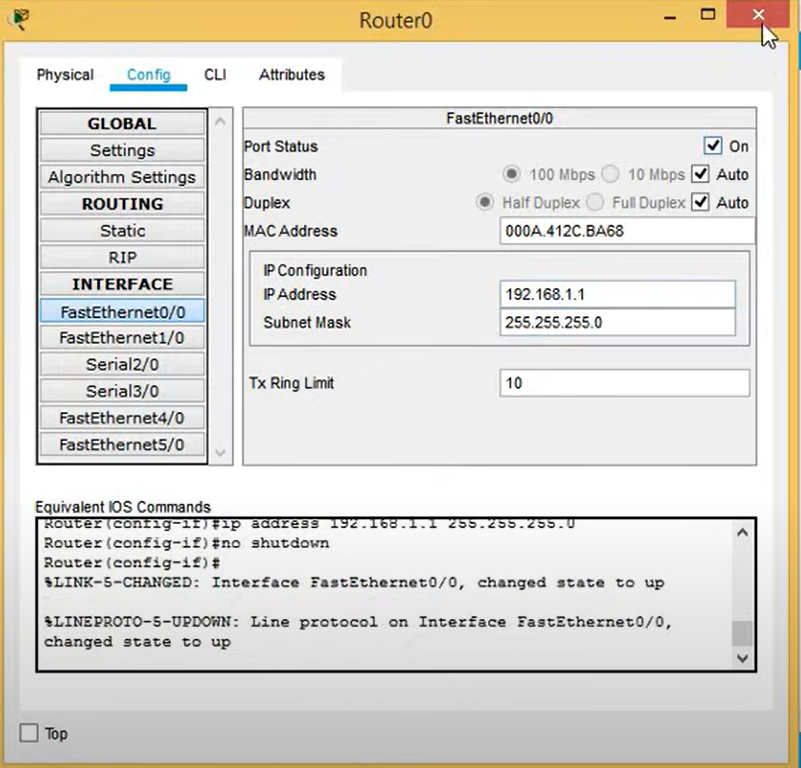 Router0
Physical Config CLI Attributes
GLOBAL
Settings
Algorithm Settings
ROUTING
Static
RIP
INTERFACE
FastEthernet0/0
FastEthernet1/0
Serial2/0
Serial3/0
FastEthernet4/0
FastEthernet5/0
FastEthernet0/0
Port Status On
Bandwidth 100 Mbps 10 Mbps Auto
Duplex Half Duplex Full Duplex Auto
MAC Address 000A.412C.BA68
IP Configuration
IP Address 192.168.1.1
Subnet Mask 255.255.255.0
Tx Ring Limit 10
Equivalent IOS Commands
Router(config-if)#ip address 192.168.1.1 255.255.255.0
Router(config-if)#no shutdown
Router(config-if)#
%LINK-5-CHANGED: Interface FastEthernet0/0, changed state to up
%LINEPROTO-5-UPDOWN: Line protocol on Interface FastEthernet0/0,
changed state to up
Top